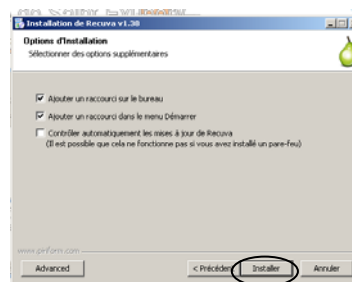 Installation de Recuva v1.38
Options d'Installation
Sélectionner des options supplémentaires
Ajouter un raccourci sur le bureau
Ajouter un raccourci dans le menu Démarrer
Contrôler automatiquement les mises à jour de Recuva
(Il est possible que cela ne fonctionne pas si vous avez installé un pare-feu)
www.piriform.com
Advanced
< Précédent
Installer
Annuler